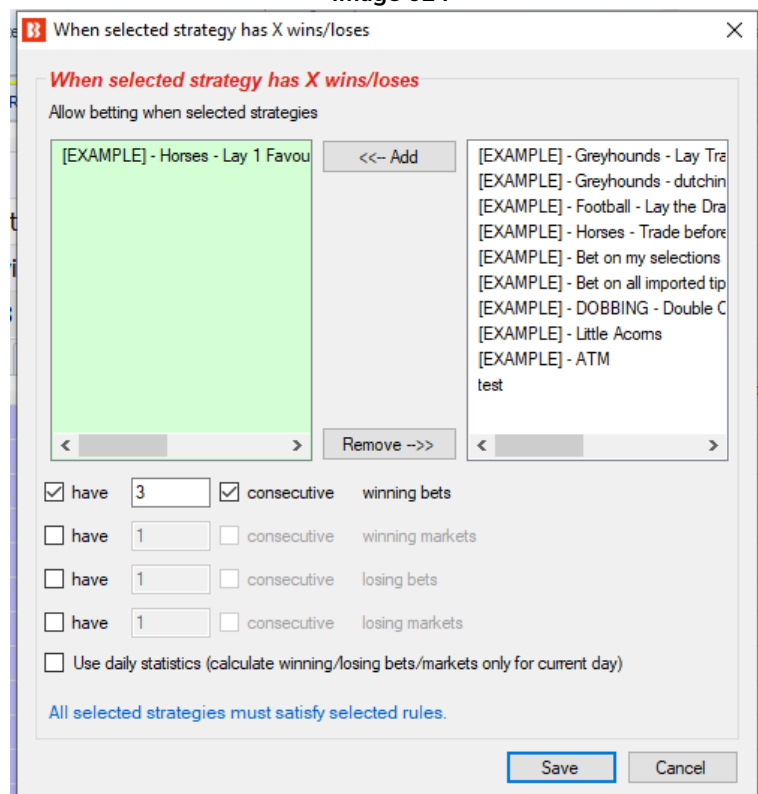 When selected strategy has X wins/loses
When selected strategy has X wins/loses
Allow betting when selected strategies
[EXAMPLE] - Horses - Lay 1 Favou
<<-- Add
[EXAMPLE] - Greyhounds - Lay Tra
[EXAMPLE] - Greyhounds - dutchin
[EXAMPLE] - Football - Lay the Dra
[EXAMPLE] - Horses - Trade before
[EXAMPLE] - Bet on my selections
[EXAMPLE] - Bet on all imported tip
[EXAMPLE] - DOBBING - Double C
[EXAMPLE] - Little Acorns
[EXAMPLE] - ATM
test
Remove -->>
have 3 consecutive winning bets
have 1 consecutive winning markets
have 1 consecutive losing bets
have 1 consecutive losing markets
Use daily statistics (calculate winning/losing bets/markets only for current day)
All selected strategies must satisfy selected rules.
Save Cancel